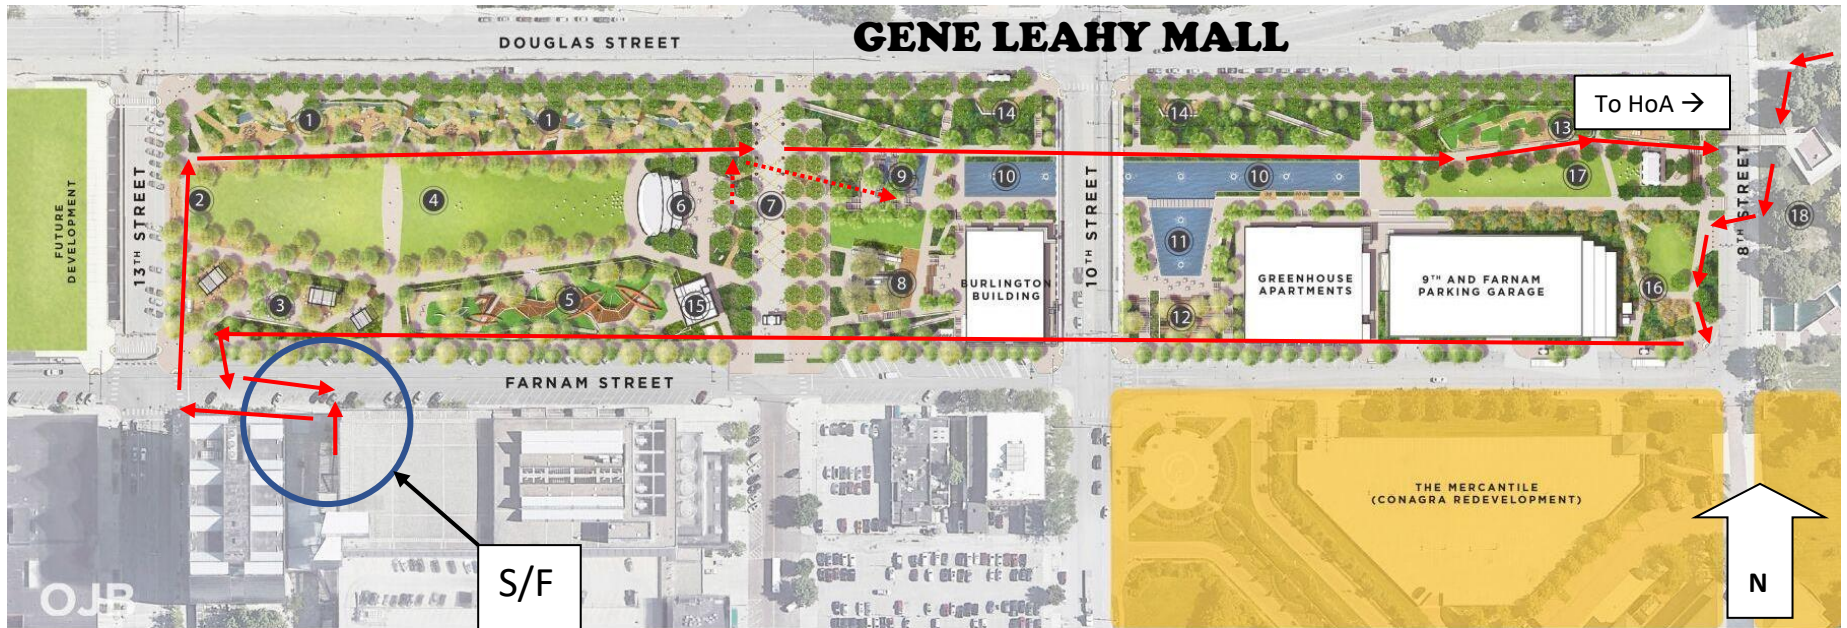 DOUGLAS STREET
GENE LEAHY MALL
To HoA →
1
1
14
14
13
13TH STREET
2
4
6
7
9
10
10
17
8TH STREET
18
FUTURE
DEVELOPMENT
3
5
15
8
BURLINGTON
BUILDING
10TH STREET
11
12
GREENHOUSE
APARTMENTS
9TH AND FARNAM
PARKING GARAGE
16
FARNAM STREET
THE MERCANTILE
(CONAGRA REDEVELOPMENT)
S/F
N
OJB